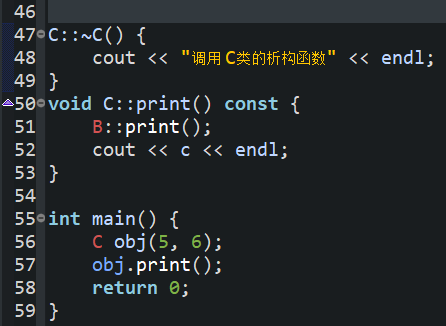 46
47 C::~C() {
48     cout << "调用C类的析构函数" << endl;
49 }
50 void C::print() const {
51     B::print();
52     cout << c << endl;
53 }
54
55 int main() {
56     C obj(5, 6);
57     obj.print();
58     return 0;
59 }